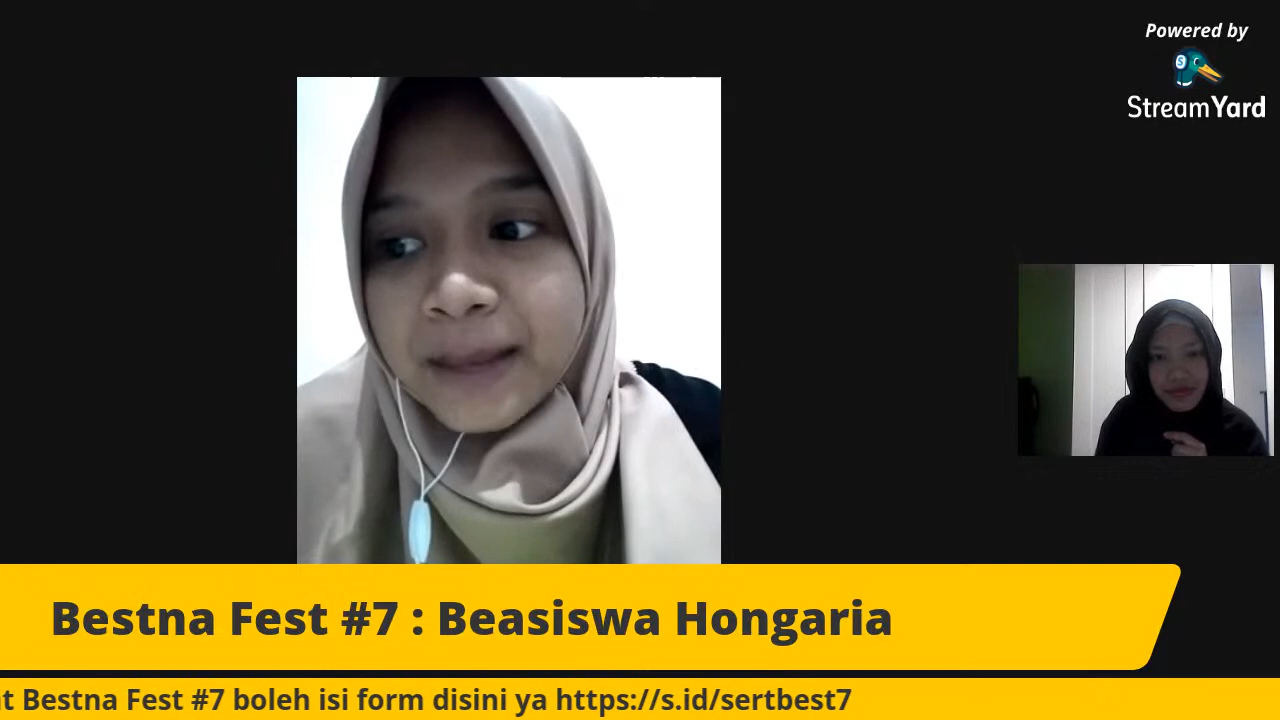 Powered by
StreamYard
Bestna Fest #7 : Beasiswa Hongaria
t Bestna Fest #7 boleh isi form disini ya https://s.id/sertbest7